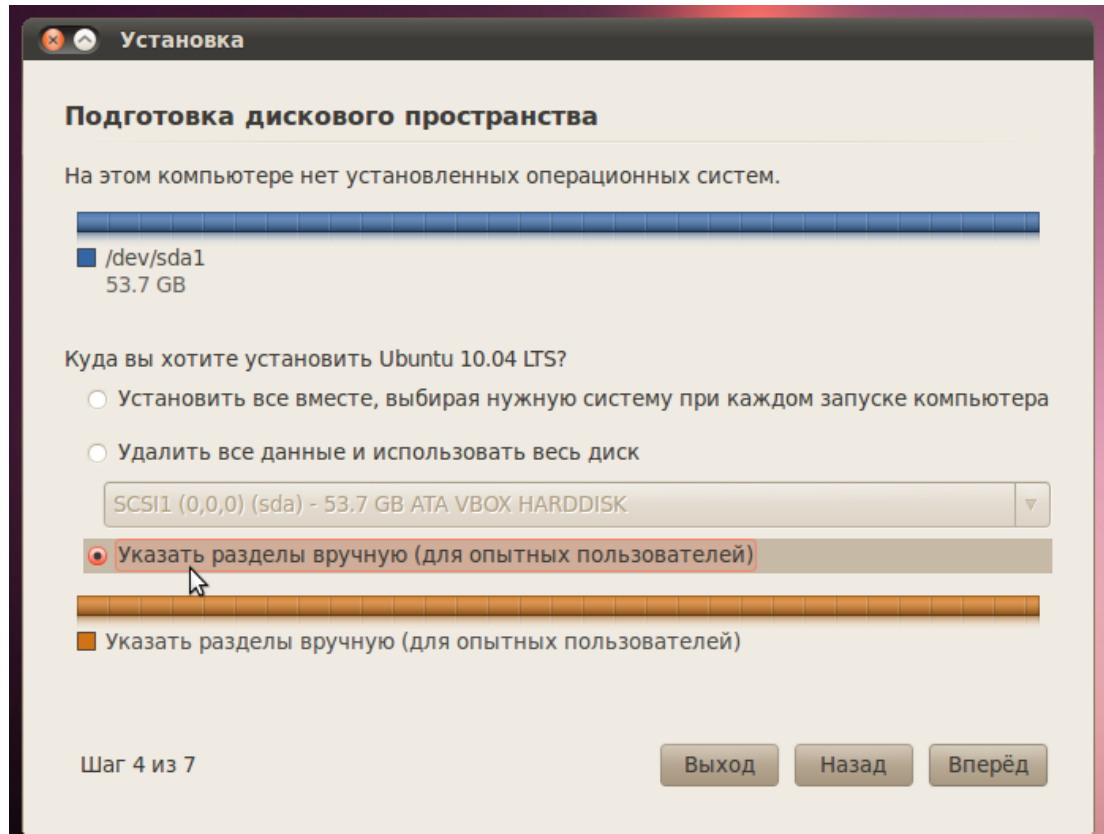 Установка
Подготовка дискового пространства
На этом компьютере нет установленных операционных систем.
/dev/sda1
53.7 GB
Куда вы хотите установить Ubuntu 10.04 LTS?
Установить все вместе, выбирая нужную систему при каждом запуске компьютера
Удалить все данные и использовать весь диск
SCSI1 (0,0,0) (sda) - 53.7 GB ATA VBOX HARDDISK
Указать разделы вручную (для опытных пользователей)
Указать разделы вручную (для опытных пользователей)
Шаг 4 из 7
Выход
Назад
Вперёд